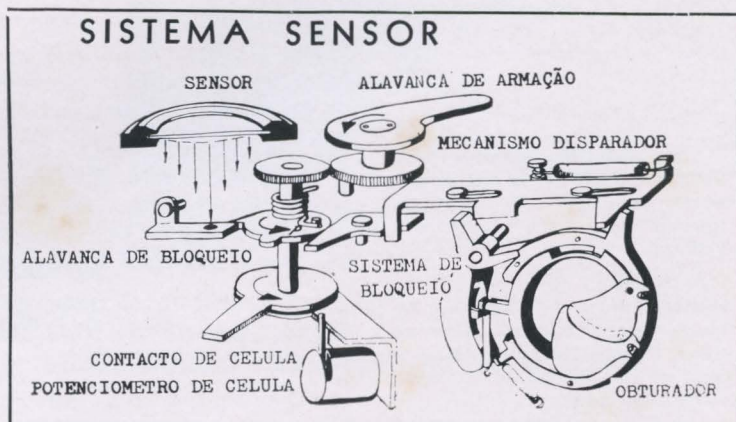 SISTEMA SENSOR
SENSOR
ALAVANCA DE ARMAÇÃO
MECANISMO DISPARADOR
ALAVANCA DE BLOQUEIO
SISTEMA DE
BLOQUEIO
CONTACTO DE CELULA
POTENCIOMETRO DE CELULA
OBTURADOR